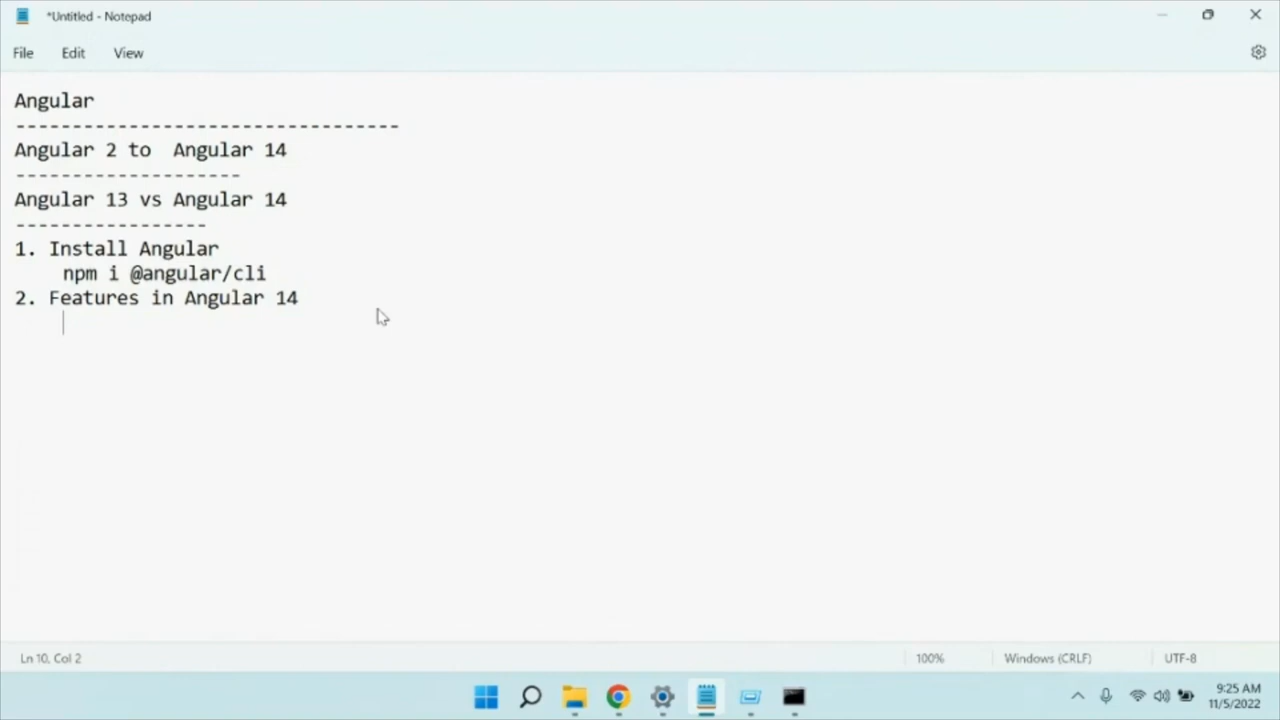 *Untitled - Notepad
File Edit View
Angular
----------------------------------
Angular 2 to  Angular 14
--------------------
Angular 13 vs Angular 14
-----------------
1. Install Angular
npm i @angular/cli
2. Features in Angular 14
Ln 10, Col 2 100% Windows (CRLF) UTF-8
9:25 AM
11/5/2022